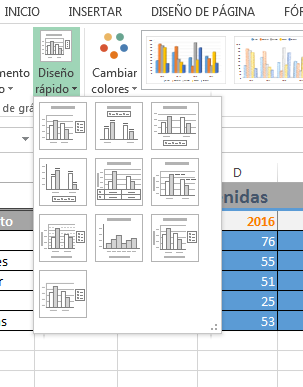 INICIO INSERTAR DISEÑO DE PÁGINA FÓR
mento Diseño rápido Cambiar colores
de grá
D
nidas
to 2016
76
es 55
r 51
25
as 53